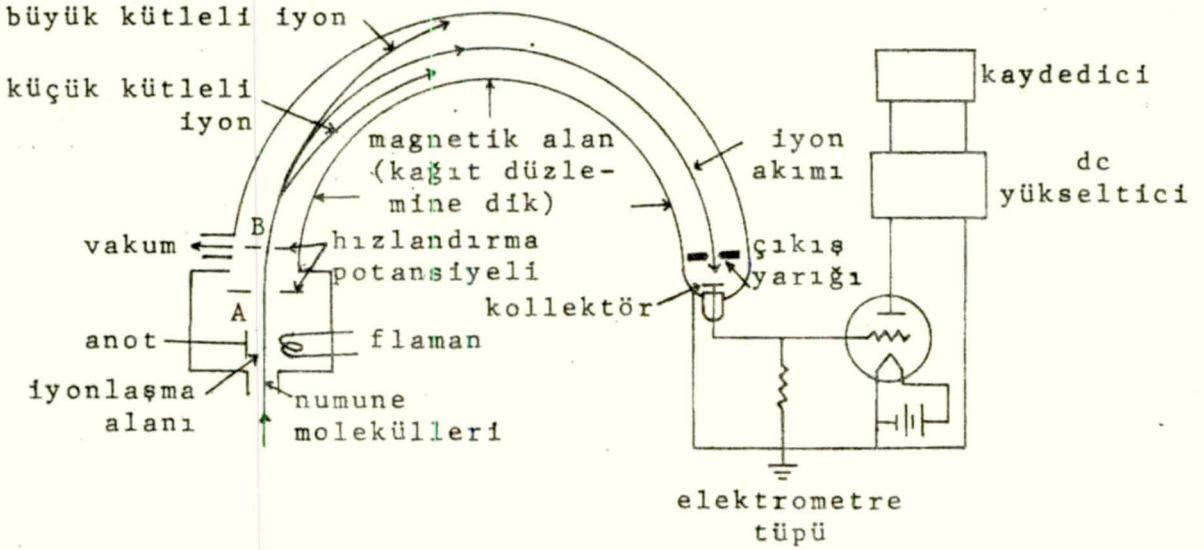 büyük kütleli iyon
küçük kütleli
iyon
magnetik alan
(kağıt düzle-
mine dik)
iyon
akımı
kaydedici
dc
yükseltici
B
vakum
hızlandırma
potansiyeli
çıkış
yarığı
A
kollektör
anot
flaman
iyonlaşma
alanı
numune
molekülleri
elektrometre
tüpü